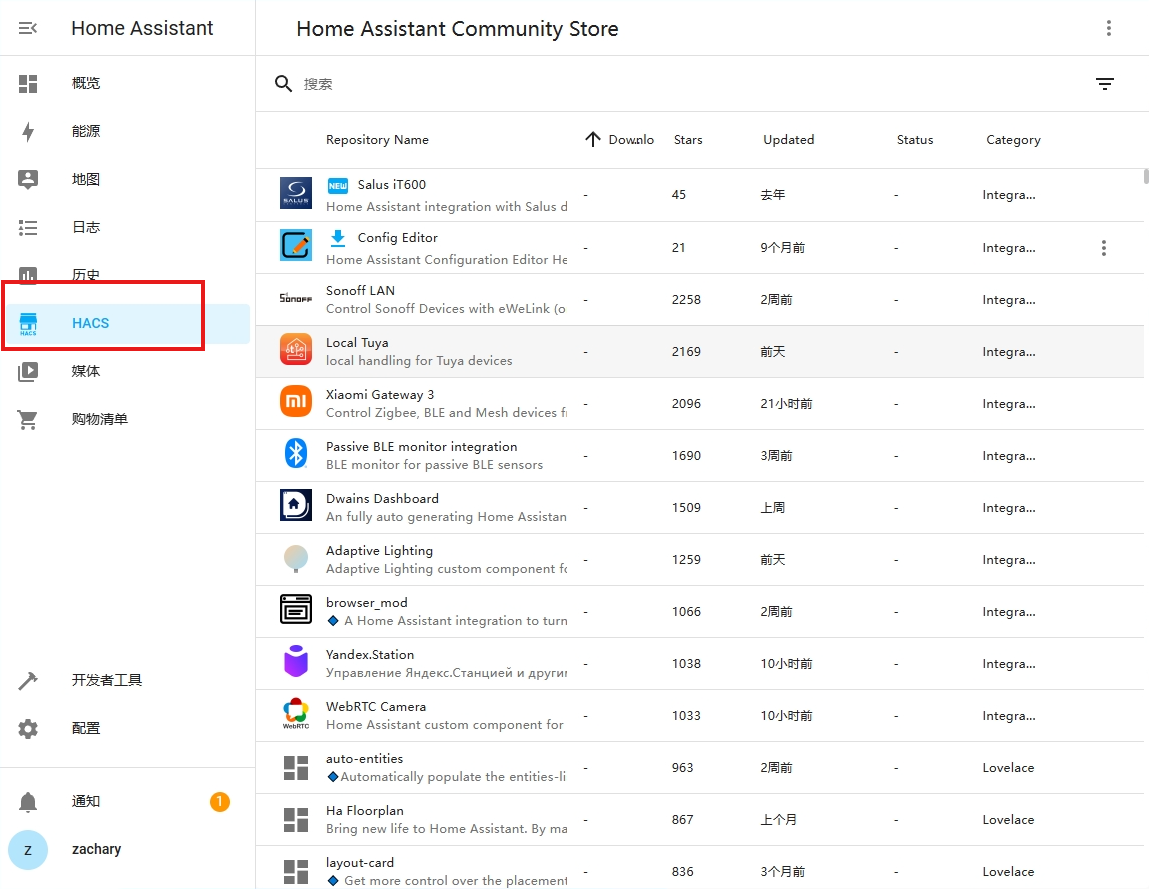 Home Assistant
概览
能源
地图
日志
历史
HACS
HACS
媒体
购物清单
开发者工具
配置
通知
1
z
zachary
Home Assistant Community Store
搜索
Repository Name
Downlo
Stars
Updated
Status
Category
SALUS
NEW
Salus iT600
Home Assistant integration with Salus d
-
45
去年
-
Integra...
Config Editor
Home Assistant Configuration Editor He
-
21
9个月前
-
Integra...
SONOFF
Sonoff LAN
Control Sonoff Devices with eWeLink (o
-
2258
2周前
-
Integra...
Local Tuya
local handling for Tuya devices
-
2169
前天
-
Integra...
mi
Xiaomi Gateway 3
Control Zigbee, BLE and Mesh devices fr
-
2096
21小时前
-
Integra...
Passive BLE monitor integration
BLE monitor for passive BLE sensors
-
1690
3周前
-
Integra...
Dwains Dashboard
An fully auto generating Home Assistan
-
1509
上周
-
Integra...
Adaptive Lighting
Adaptive Lighting custom component fo
-
1259
前天
-
Integra...
browser_mod
🔹 A Home Assistant integration to turn
-
1066
2周前
-
Integra...
Yandex.Station
Управление Яндекс.Станцией и другим
-
1038
10小时前
-
Integra...
WebRTC
WebRTC Camera
Home Assistant custom component for
-
1033
10小时前
-
Integra...
auto-entities
🔹Automatically populate the entities-li
-
963
2周前
-
Lovelace
Ha Floorplan
Bring new life to Home Assistant. By ma
-
867
上个月
-
Lovelace
layout-card
🔹 Get more control over the placement
-
836
3个月前
-
Lovelace